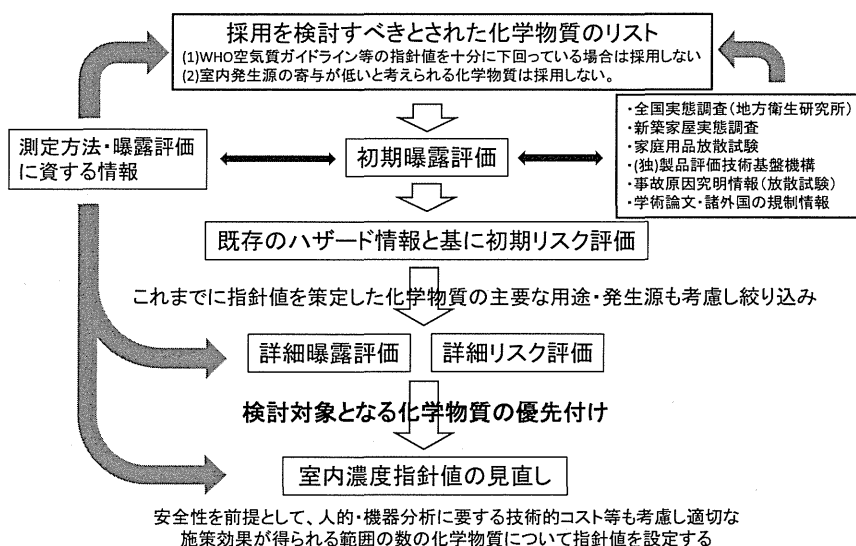 採用を検討すべきとされた化学物質のリスト
(1)WHO空気質ガイドライン等の指針値を十分に下回っている場合は採用しない
(2)室内発生源の寄与が低いと考えられる化学物質は採用しない。
測定方法・曝露評価
に資する情報
初期曝露評価
・全国実態調査(地方衛生研究所)
・新築家屋実態調査
・家庭用品放散試験
・(独)製品評価技術基盤機構
・事故原因究明情報(放散試験)
・学術論文・諸外国の規制情報
既存のハザード情報と基に初期リスク評価
これまでに指針値を策定した化学物質の主要な用途・発生源も考慮し絞り込み
詳細曝露評価
詳細リスク評価
検討対象となる化学物質の優先付け
室内濃度指針値の見直し
安全性を前提として、人的・機器分析に要する技術的コスト等も考慮し適切な
施策効果が得られる範囲の数の化学物質について指針値を設定する